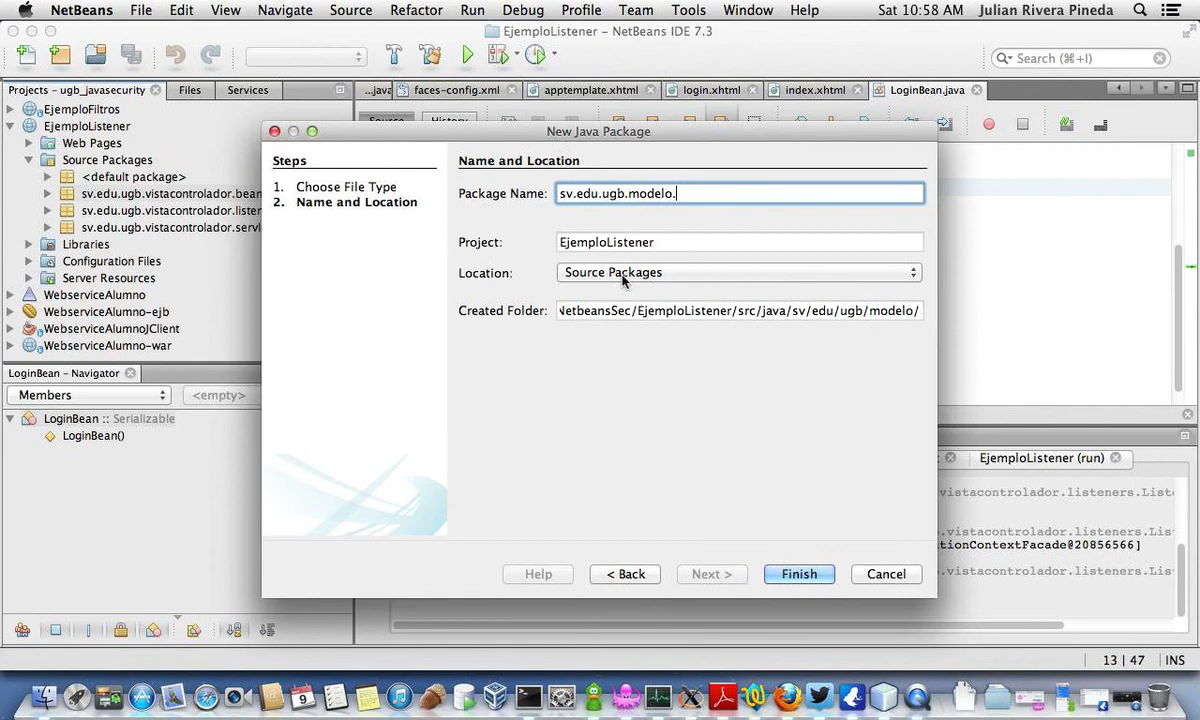 NetBeans File Edit View Navigate Source Refactor Run Debug Profile Team Tools Window Help Sat 10:58 AM Julian Rivera Pineda
EjemploListener – NetBeans IDE 7.3
Search (⌘+I)
Projects – ugb_javasecurity Files Services
...java faces-config.xml apptemplate.xhtml login.xhtml index.xhtml LoginBean.java
Source History
EjemploFiltros
EjemploListener
Web Pages
Source Packages
<default package>
sv.edu.ugb.vistacontrolador.bean
sv.edu.ugb.vistacontrolador.listen
sv.edu.ugb.vistacontrolador.servl
Libraries
Configuration Files
Server Resources
WebserviceAlumno
WebserviceAlumno-ejb
WebserviceAlumnoJClient
WebserviceAlumno-war
LoginBean – Navigator
Members <empty>
LoginBean :: Serializable
LoginBean()
New Java Package
Steps
1. Choose File Type
2. Name and Location
Name and Location
Package Name: sv.edu.ugb.modelo.
Project: EjemploListener
Location: Source Packages
Created Folder: NetbeansSec/EjemploListener/src/java/sv/edu/ugb/modelo/
Help < Back Next > Finish Cancel
EjemploListener (run)
.vistacontrolador.listeners.List
.vistacontrolador.listeners.List
tionContextFacade@20856566]
.vistacontrolador.listeners.List
13 | 47 INS